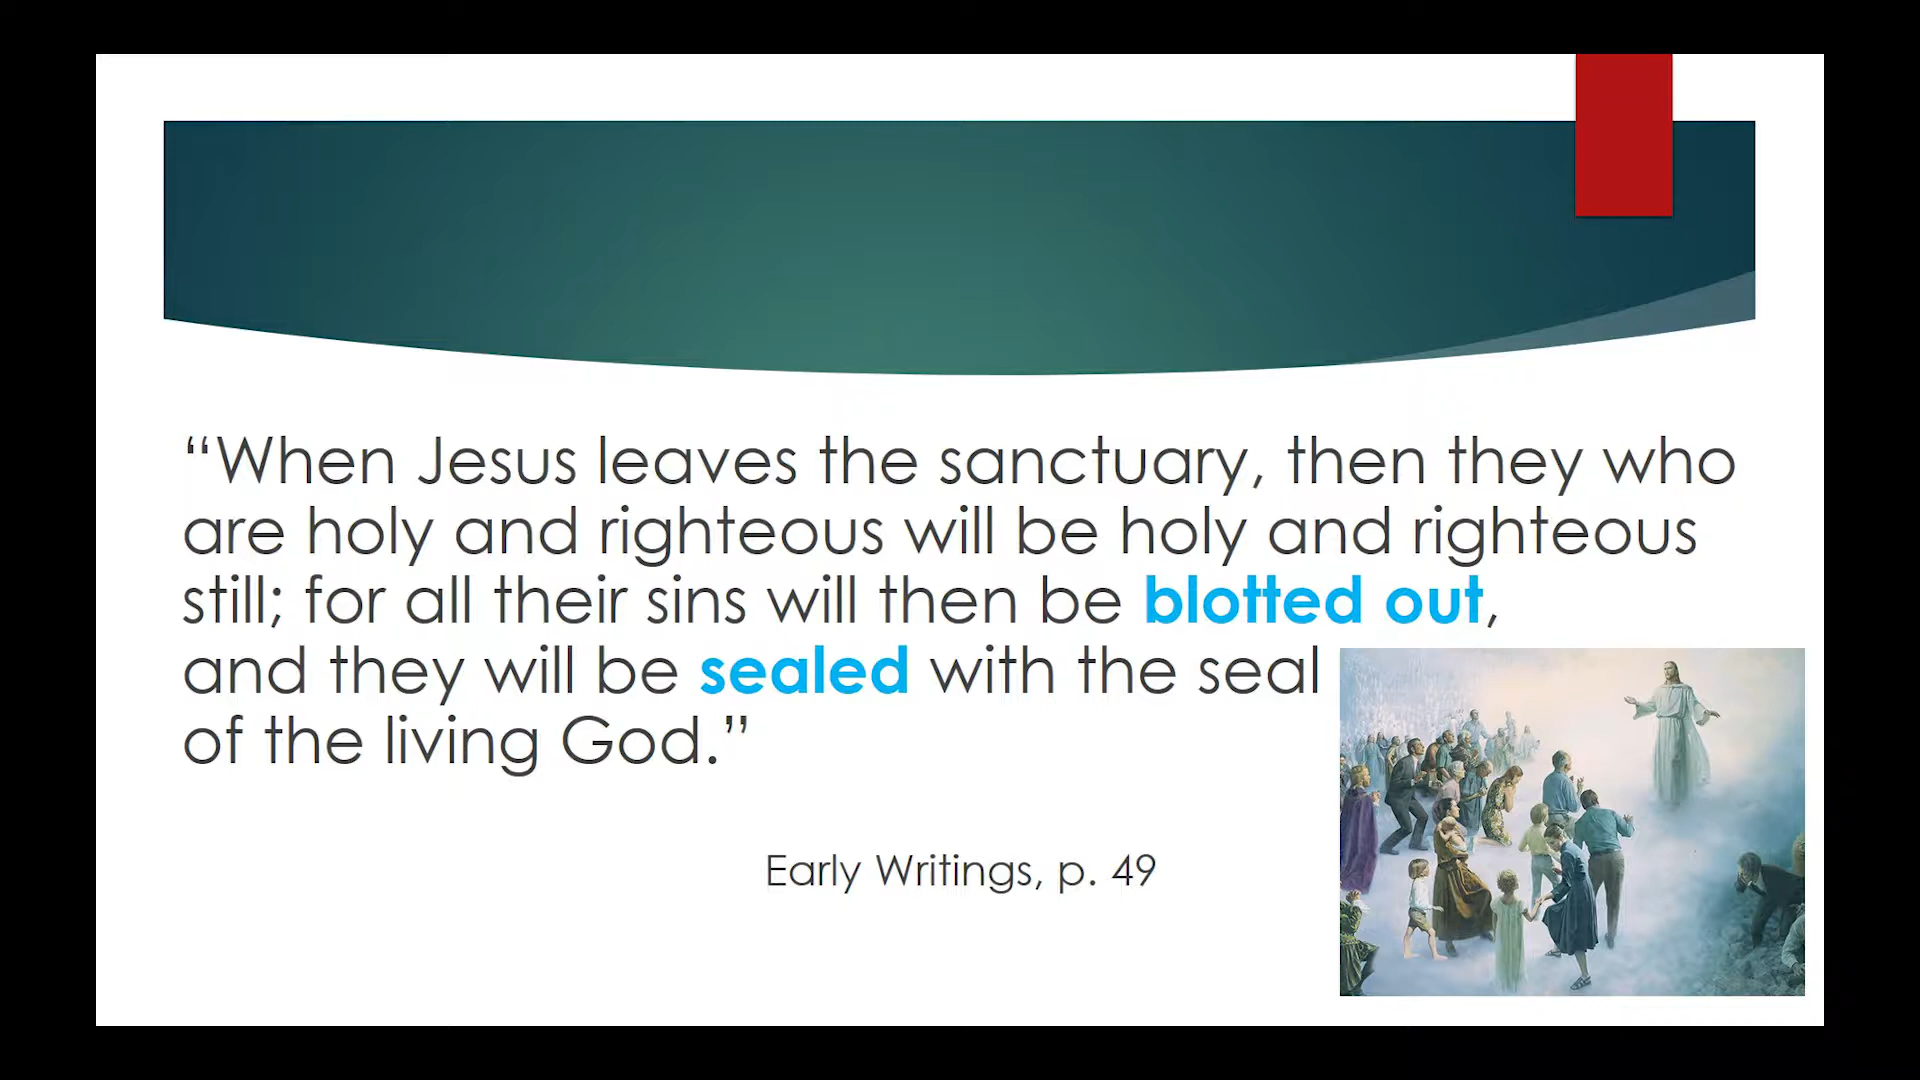 “When Jesus leaves the sanctuary, then they who
are holy and righteous will be holy and righteous
still; for all their sins will then be blotted out,
and they will be sealed with the seal
of the living God.”
Early Writings, p. 49